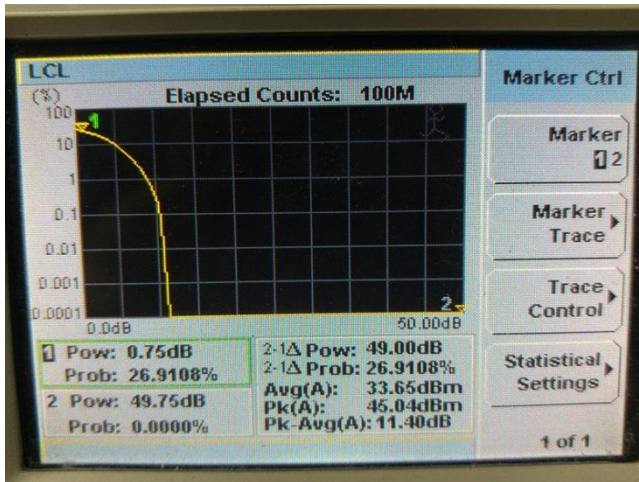 LCL
Marker Ctrl
(%)
Elapsed Counts: 100M
100
1
10
1
0.1
0.01
0.001
0.0001
2
0.0dB
50.00dB
Marker
1 2
Marker
Trace
Trace
Control
Statistical
Settings
1 of 1
1 Pow: 0.75dB
Prob: 26.9108%
2 Pow: 49.75dB
Prob: 0.0000%
2-1Δ Pow: 49.00dB
2-1Δ Prob: 26.9108%
Avg(A): 33.65dBm
Pk(A): 45.04dBm
Pk-Avg(A): 11.40dB